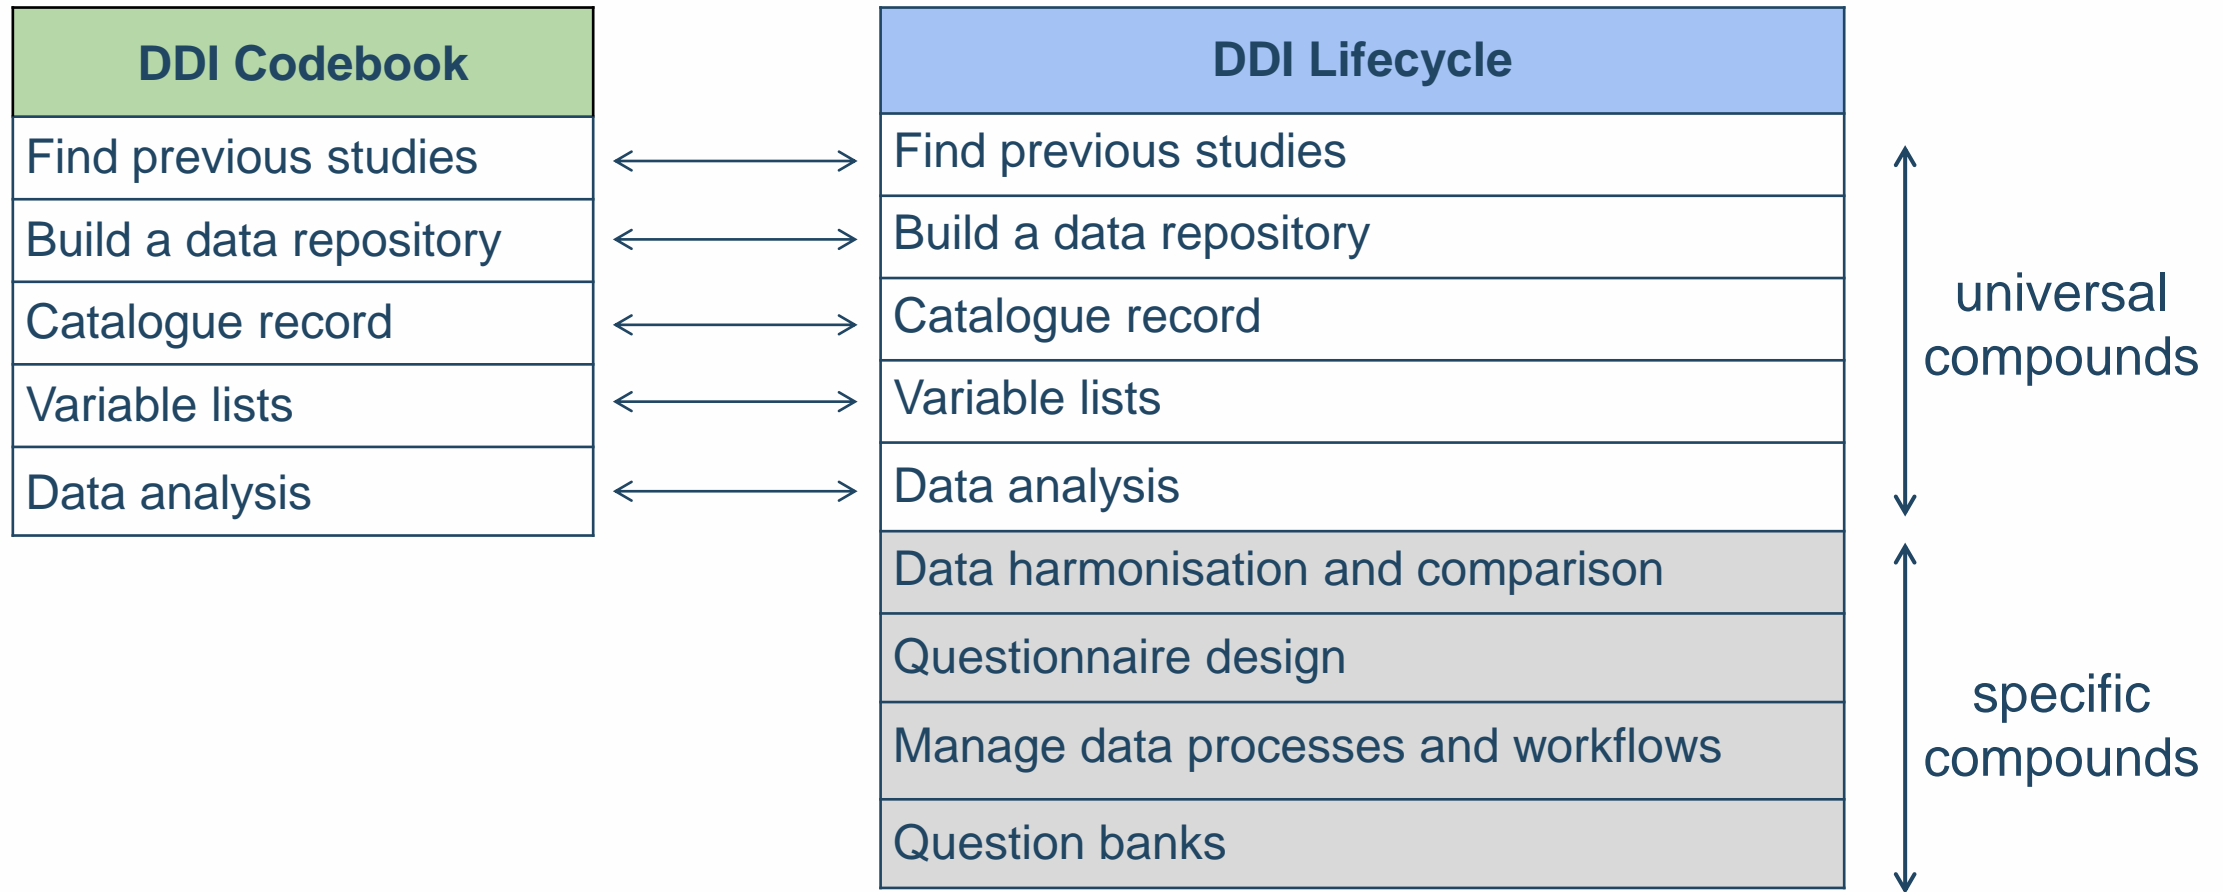 DDI Codebook
Find previous studies
Build a data repository
Catalogue record
Variable lists
Data analysis
DDI Lifecycle
Find previous studies
Build a data repository
Catalogue record
Variable lists
Data analysis
Data harmonisation and comparison
Questionnaire design
Manage data processes and workflows
Question banks
universal
compounds
specific
compounds